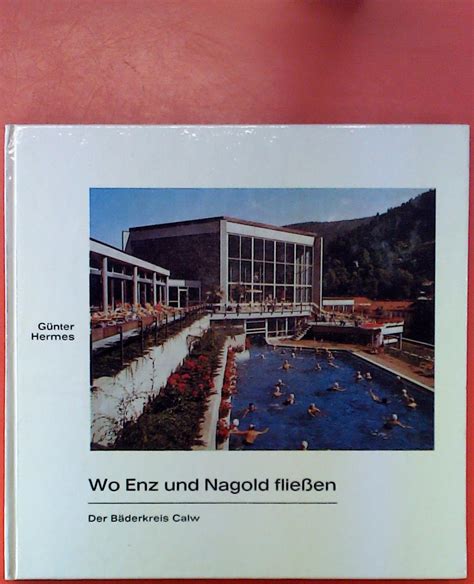 Günter
Hermes
Wo Enz und Nagold fließen
Der Bäderkreis Calw